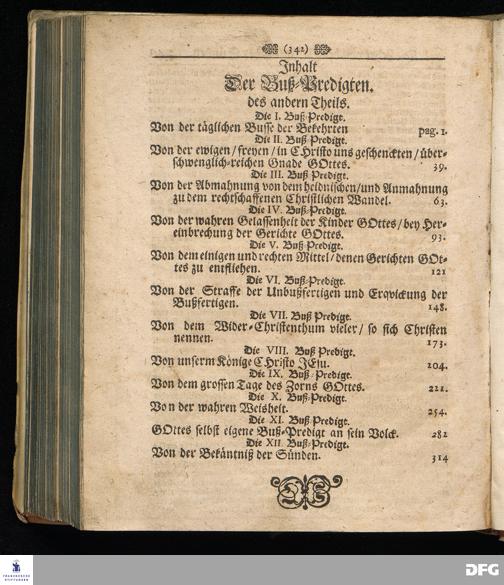 (342)
Jnhalt
Der Buß-Predigten.
des andern Theils.
Die I. Buß-Predigt.
Von der täglichen Busse der Bekehrten pag. 1.
Die II. Buß-Predigt.
Von der ewigen/ freyen/ in CHristo uns geschenckten/ über-
schwenglich-reichen Gnade GOttes. 39.
Die III. Buß-Predigt.
Von der Abmahnung von dem heidnischen/ und Anmahnung
zu dem rechtschaffenen Christlichen Wandel. 63.
Die IV. Buß-Predigt.
Von der wahren Gelassenheit der Kinder GOttes/ bey Her-
einbrechung der Gerichte GOttes. 93.
Die V. Buß-Predigt.
Von dem einigen und rechten Mittel/ denen Gerichten GOt-
tes zu entfliehen. 121
Die VI. Buß-Predigt.
Von der Straffe der Unbußfertigen und Erqvickung der
Bußfertigen. 148.
Die VII. Buß Predigt.
Von dem Wider-Christenthum vieler/ so sich Christen
nennen. 173.
Die VIII. Buß-Predigt.
Von unserm Könige CHristo JEsu. 104.
Die IX. Buß-Predigt.
Von dem grossen Tage des Zorns GOttes. 221.
Die X. Buß-Predigt.
Von der wahren Weisheit. 254.
Die XI. Buß-Predigt.
GOttes selbst eigene Buß-Predigt an sein Volck. 281
Die XII. Buß-Predigt.
Von der Bekäntniß der Sünden. 314
FRANCKESCHE
STIFTUNGEN
DFG